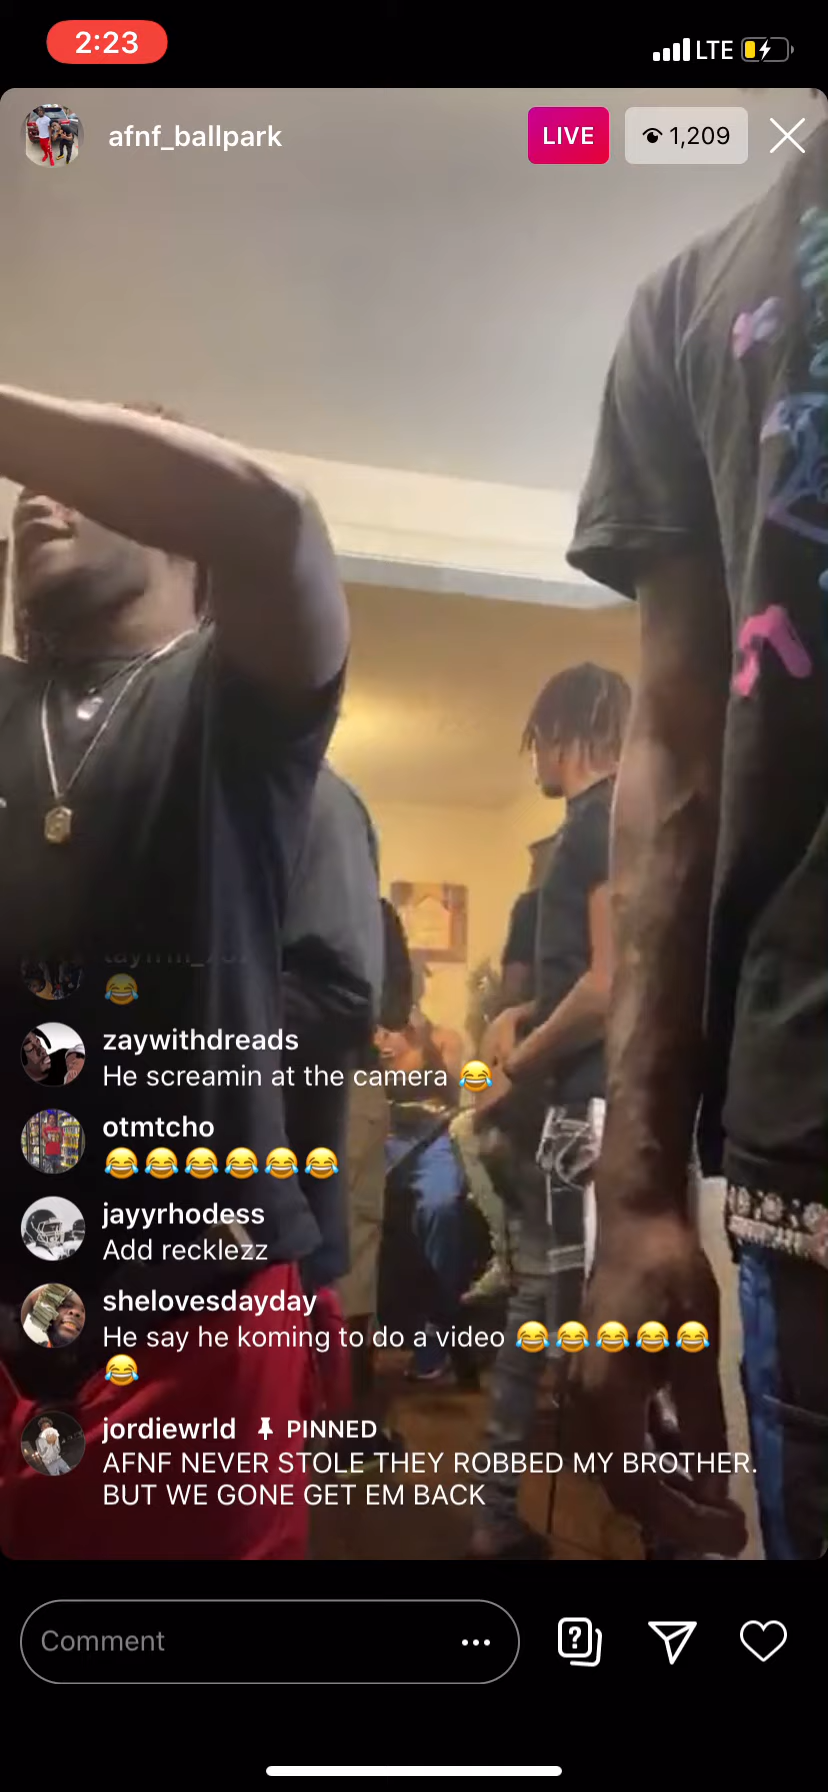 2:23
LTE
afnf_ballpark
LIVE
1,209
😂
zaywithdreads
He screamin at the camera 😂
otmtcho
😂😂😂😂😂😂
jayyrhodess
Add recklezz
shelovesdayday
He say he koming to do a video 😂😂😂😂😂
😂
jordiewrld PINNED
AFNF NEVER STOLE THEY ROBBED MY BROTHER.
BUT WE GONE GET EM BACK
Comment